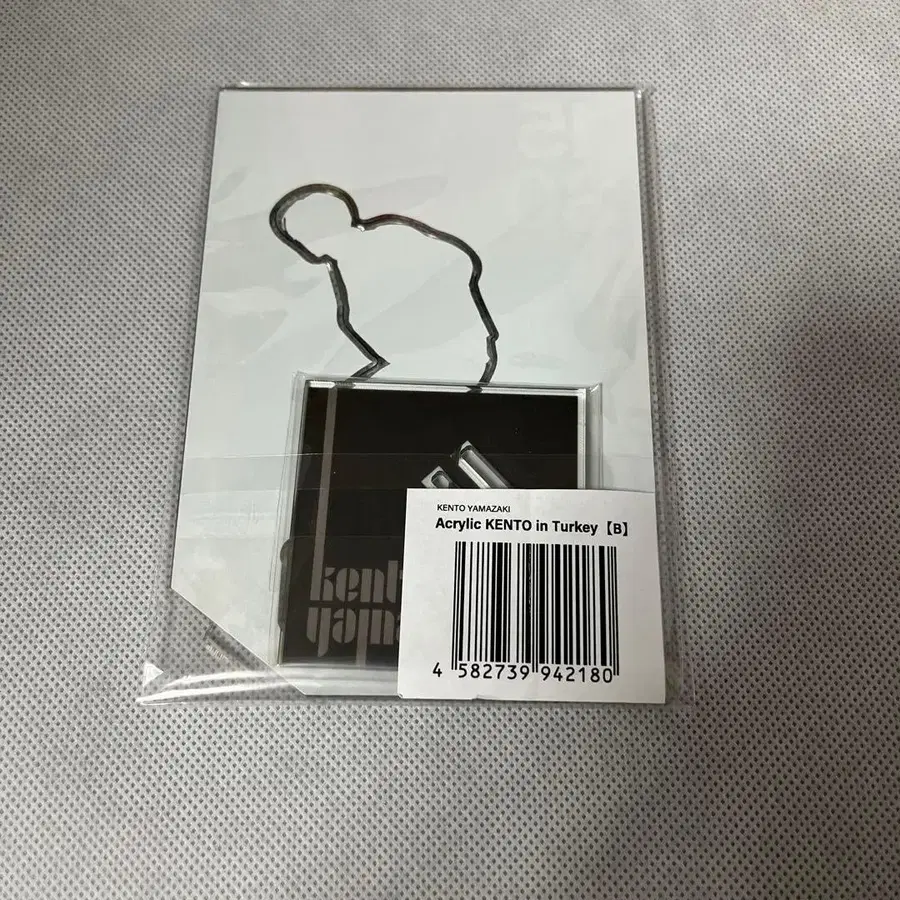 kent
yama
KENTO YAMAZAKI
Acrylic KENTO in Turkey【B】
4 582739 942180